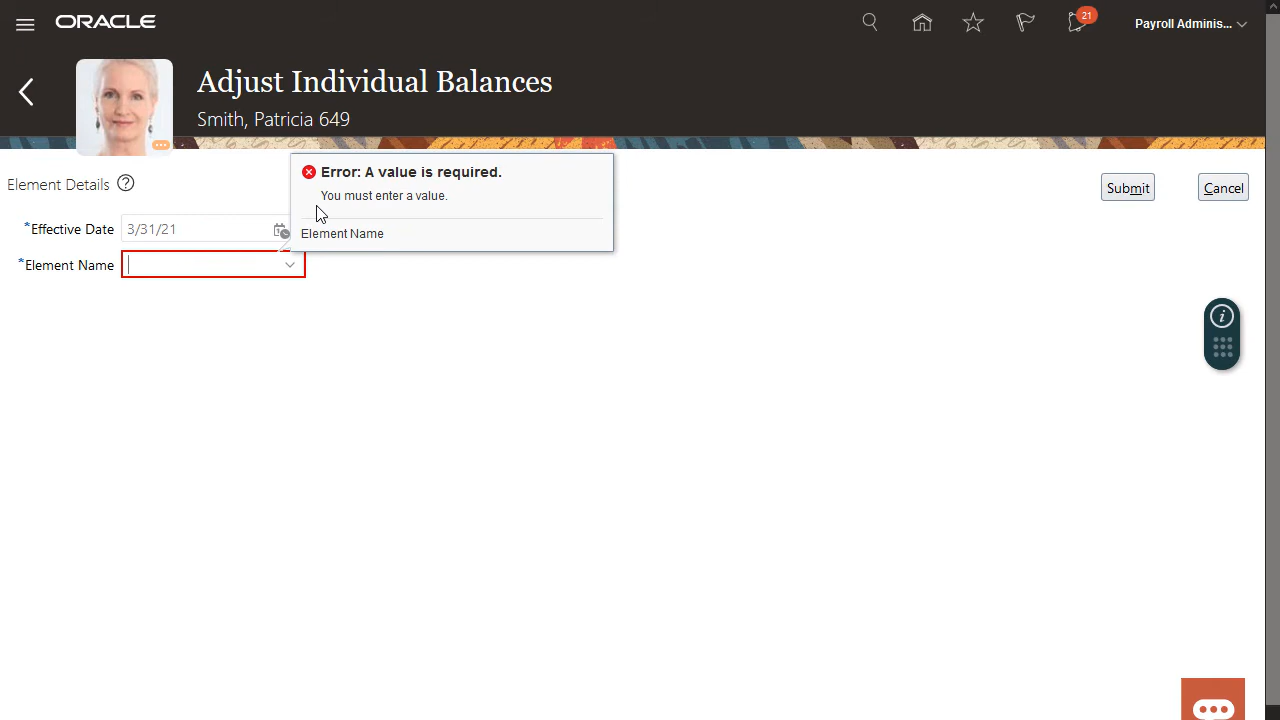 ORACLE
21
Payroll Adminis...
Adjust Individual Balances
Smith, Patricia 649
Element Details
Submit
Cancel
Error: A value is required.
You must enter a value.
Element Name
*Effective Date 3/31/21
*Element Name